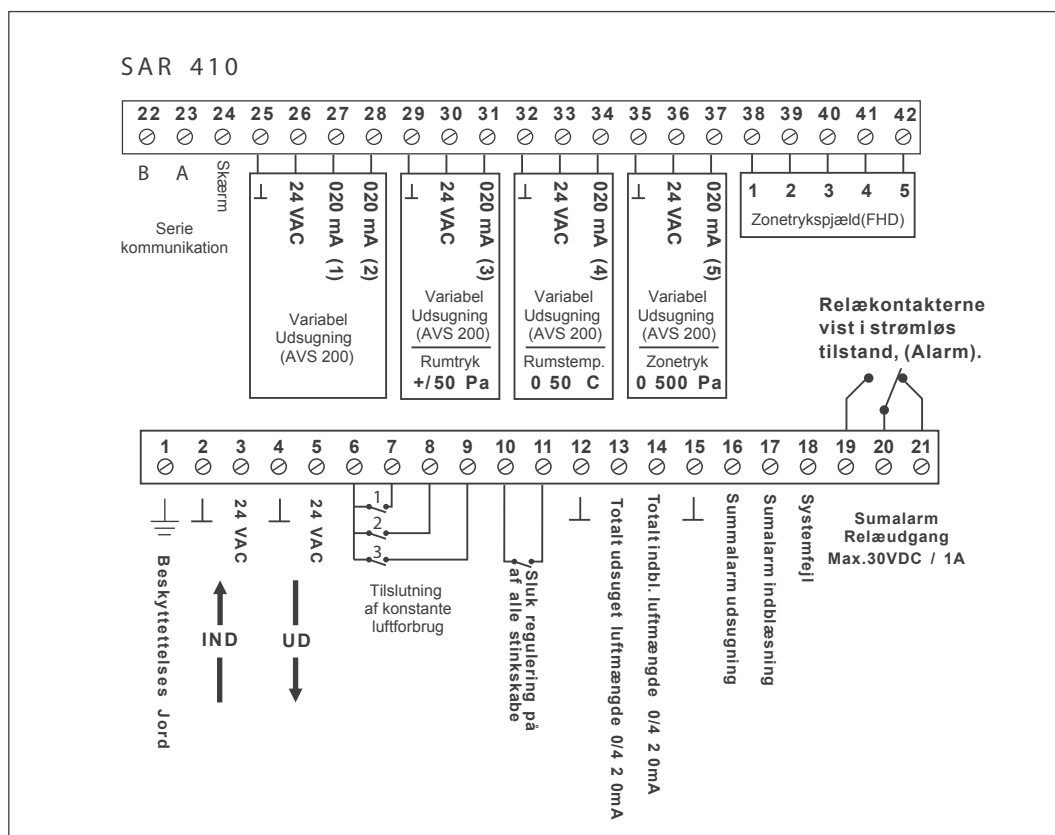 SAR 410
22 23 24 25 26 27 28 29 30 31 32 33 34 35 36 37 38 39 40 41 42
B A Skærm
Serie
kommunikation
24 VAC
020 mA (1)
020 mA (2)
Variabel
Udsugning
(AVS 200)
24 VAC
020 mA (3)
Variabel
Udsugning
(AVS 200)
Rumtryk
+/50 Pa
24 VAC
020 mA (4)
Variabel
Udsugning
(AVS 200)
Rumstemp.
0 50 C
24 VAC
020 mA (5)
Variabel
Udsugning
(AVS 200)
Zonetryk
0 500 Pa
1 2 3 4 5
Zonetrykspjæld(FHD)
Relækontakterne
vist i strømløs
tilstand, (Alarm).
1 2 3 4 5 6 7 8 9 10 11 12 13 14 15 16 17 18 19 20 21
Beskyttettelses Jord
24 VAC
IND
24 VAC
UD
1
2
3
Tilslutning
af konstante
luftforbrug
Sluk regulering på
af alle stinkskabe
Totalt udsuget luftmængde 0/4 2 0mA
Totalt indbl. luftmængde 0/4 2 0mA
Summalarm udsugning
Sumalarm indblæsning
Systemfejl
Sumalarm
Relæudgang
Max.30VDC / 1A